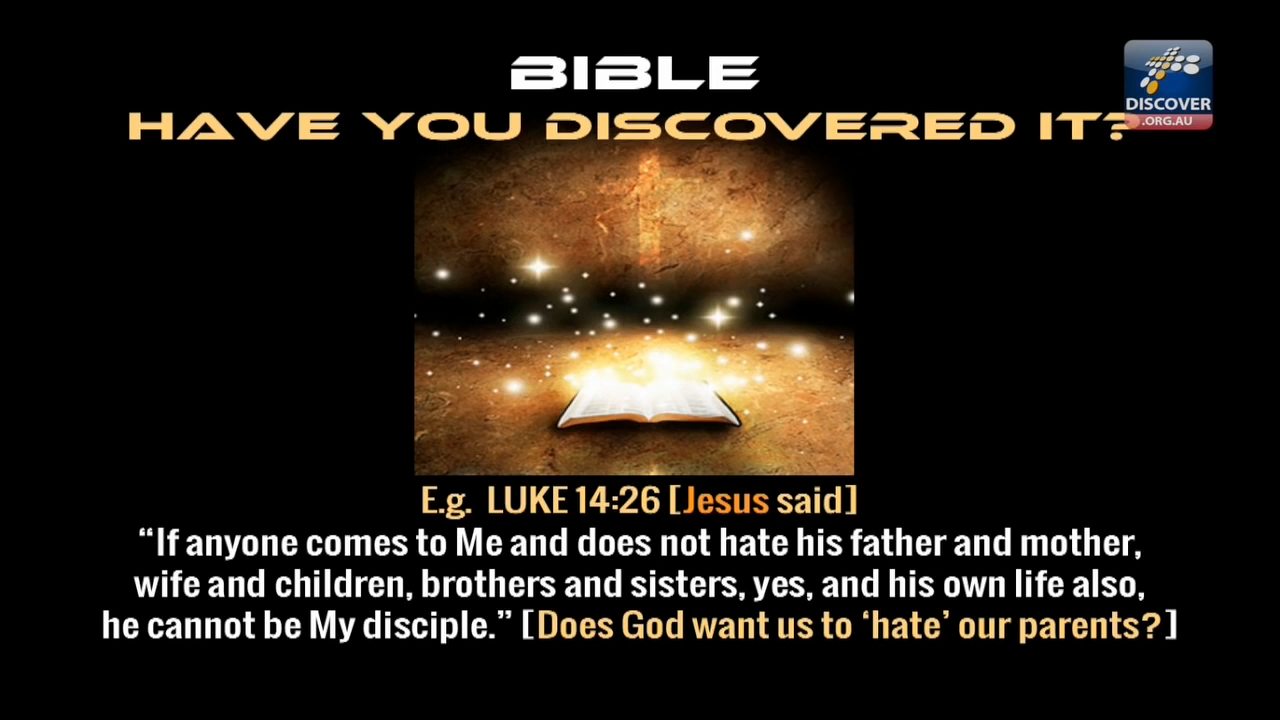 BIBLE
HAVE YOU DISCOVERED IT?
DISCOVER
.ORG.AU
E.g. LUKE 14:26 [Jesus said]
“If anyone comes to Me and does not hate his father and mother,
wife and children, brothers and sisters, yes, and his own life also,
he cannot be My disciple.” [Does God want us to ‘hate’ our parents?]